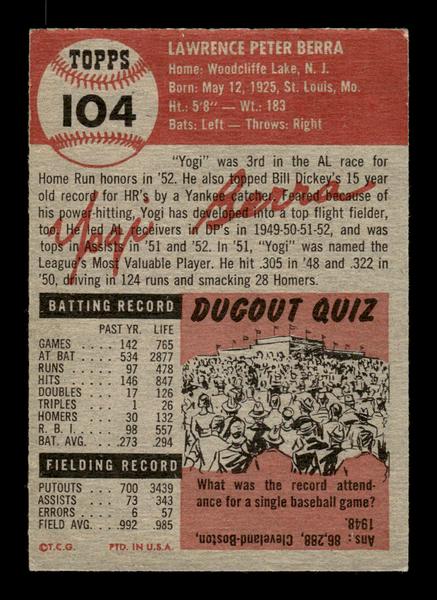 TOPPS
104
LAWRENCE PETER BERRA
Home: Woodcliffe Lake, N. J.
Born: May 12, 1925, St. Louis, Mo.
Ht.: 5'8" — Wt.: 183
Bats: Left — Throws: Right
"Yogi" was 3rd in the AL race for
Home Run honors in '52. He also topped Bill Dickey's 15 year
old record for HR's by a Yankee catcher. Feared because of
his power-hitting, Yogi has developed into a top flight fielder,
too. He led all receivers in DP's in 1949-50-51-52, and was
tops in Assists in '51 and '52. In '51, "Yogi" was named the
League's Most Valuable Player. He hit .305 in '48 and .322 in
'50, driving in 124 runs and smacking 28 Homers.
Yogi Berra
BATTING RECORD
PAST YR. LIFE
GAMES . . . . 142 765
AT BAT . . . . 534 2877
RUNS . . . . . 97 478
HITS . . . . . 146 847
DOUBLES . . . 17 126
TRIPLES . . . . 1 26
HOMERS . . . 30 133
R. B. I. . . . . . 98 557
BAT. AVG. . . .273 .294
FIELDING RECORD
PUTOUTS . . . 700 3439
ASSISTS . . . . 73 343
ERRORS . . . . 6 57
FIELD AVG. . .992 .985
©T.C.G. PTD. IN U.S.A.
DUGOUT QUIZ
What was the record attend-
ance for a single baseball game?
Ans: 86,288, Cleveland-Boston,
1948.